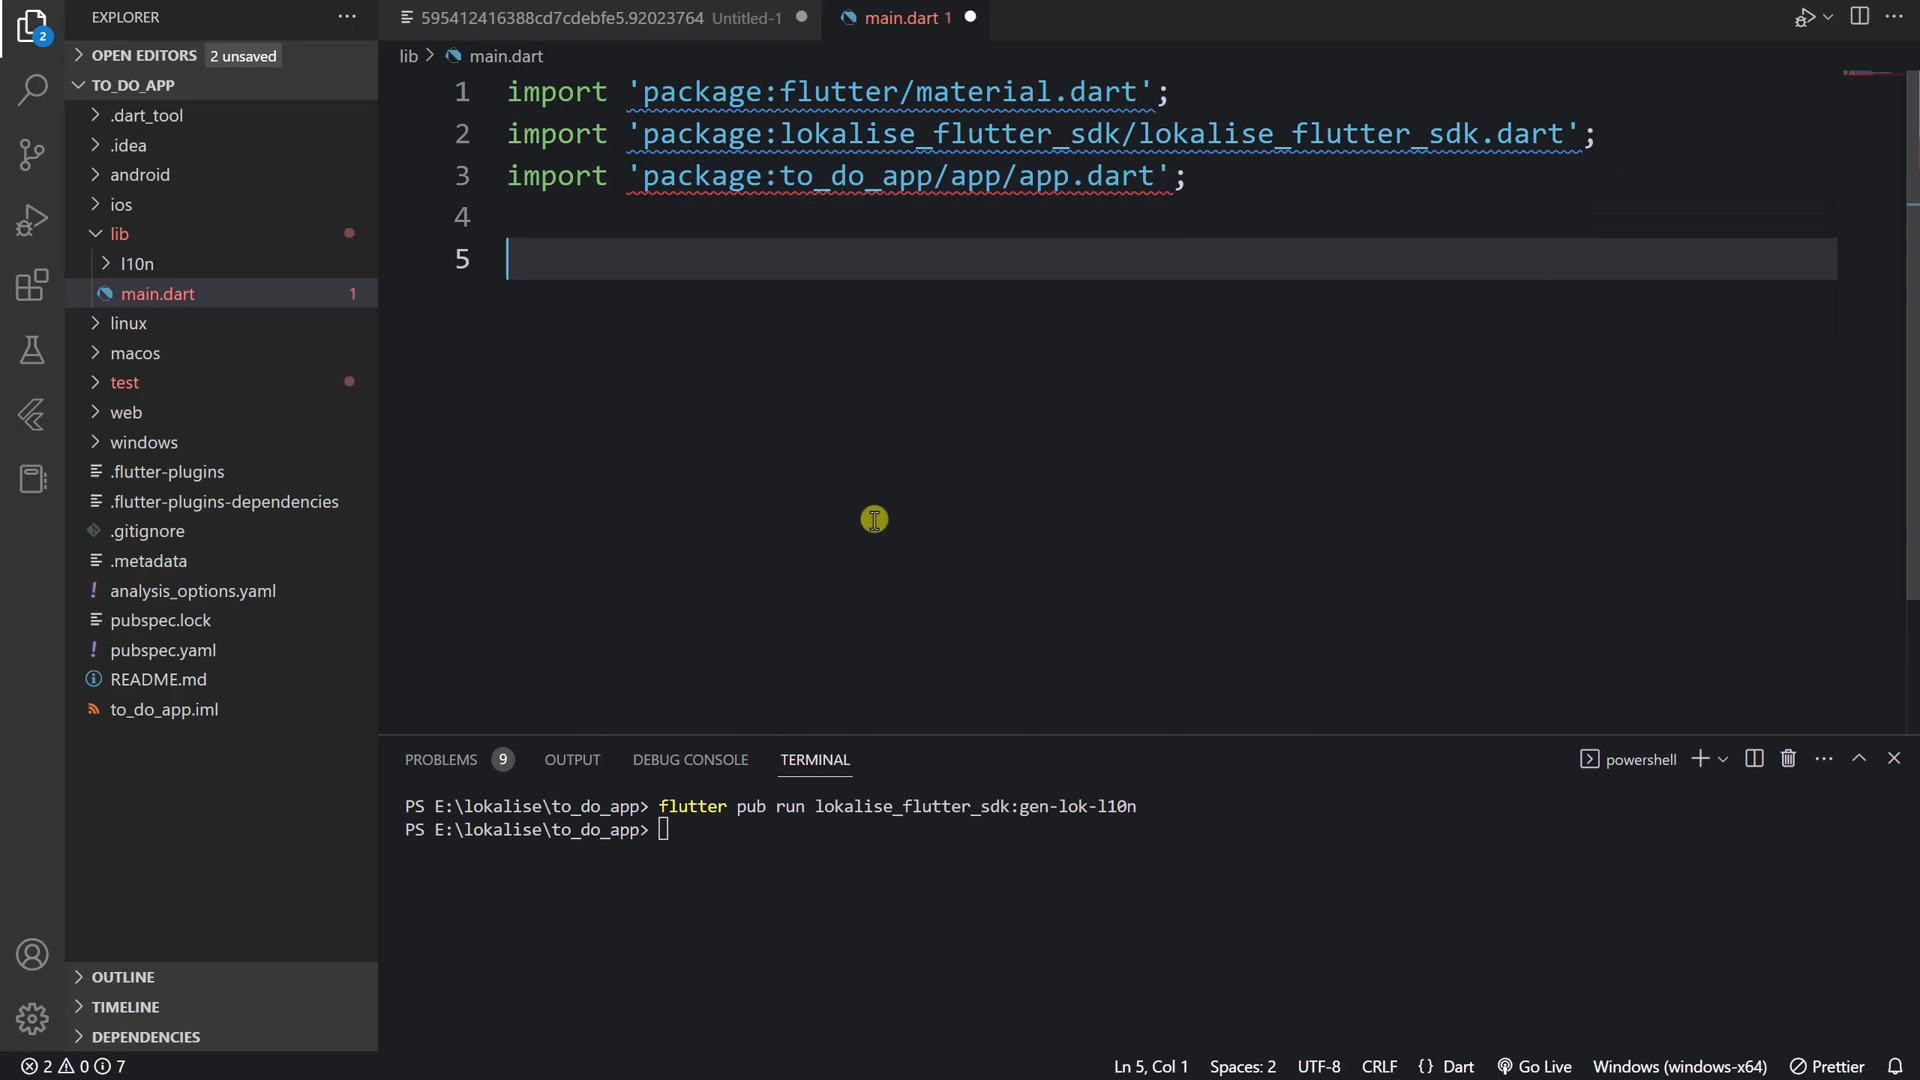 2
EXPLORER
OPEN EDITORS 2 unsaved
TO_DO_APP
.dart_tool
.idea
android
ios
lib
l10n
main.dart 1
linux
macos
test
web
windows
.flutter-plugins
.flutter-plugins-dependencies
.gitignore
.metadata
analysis_options.yaml
pubspec.lock
pubspec.yaml
README.md
to_do_app.iml
OUTLINE
TIMELINE
DEPENDENCIES
595412416388cd7cdebfe5.92023764 Untitled-1
main.dart 1
lib > main.dart
1 import 'package:flutter/material.dart';
2 import 'package:lokalise_flutter_sdk/lokalise_flutter_sdk.dart';
3 import 'package:to_do_app/app/app.dart';
4
5
PROBLEMS 9 OUTPUT DEBUG CONSOLE TERMINAL
powershell
PS E:\lokalise\to_do_app> flutter pub run lokalise_flutter_sdk:gen-lok-l10n
PS E:\lokalise\to_do_app>
2 0 7
Ln 5, Col 1 Spaces: 2 UTF-8 CRLF {} Dart Go Live Windows (windows-x64) Prettier